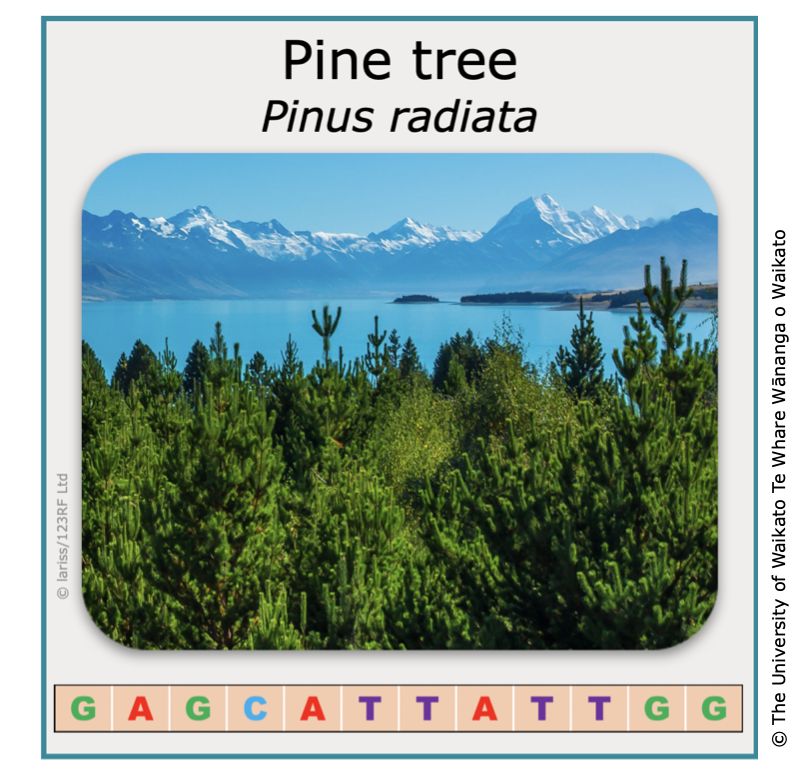 Pine tree
Pinus radiata
© lariss/123RF Ltd
G A G C A T T A T T G G
© The University of Waikato Te Whare Wānanga o Waikato